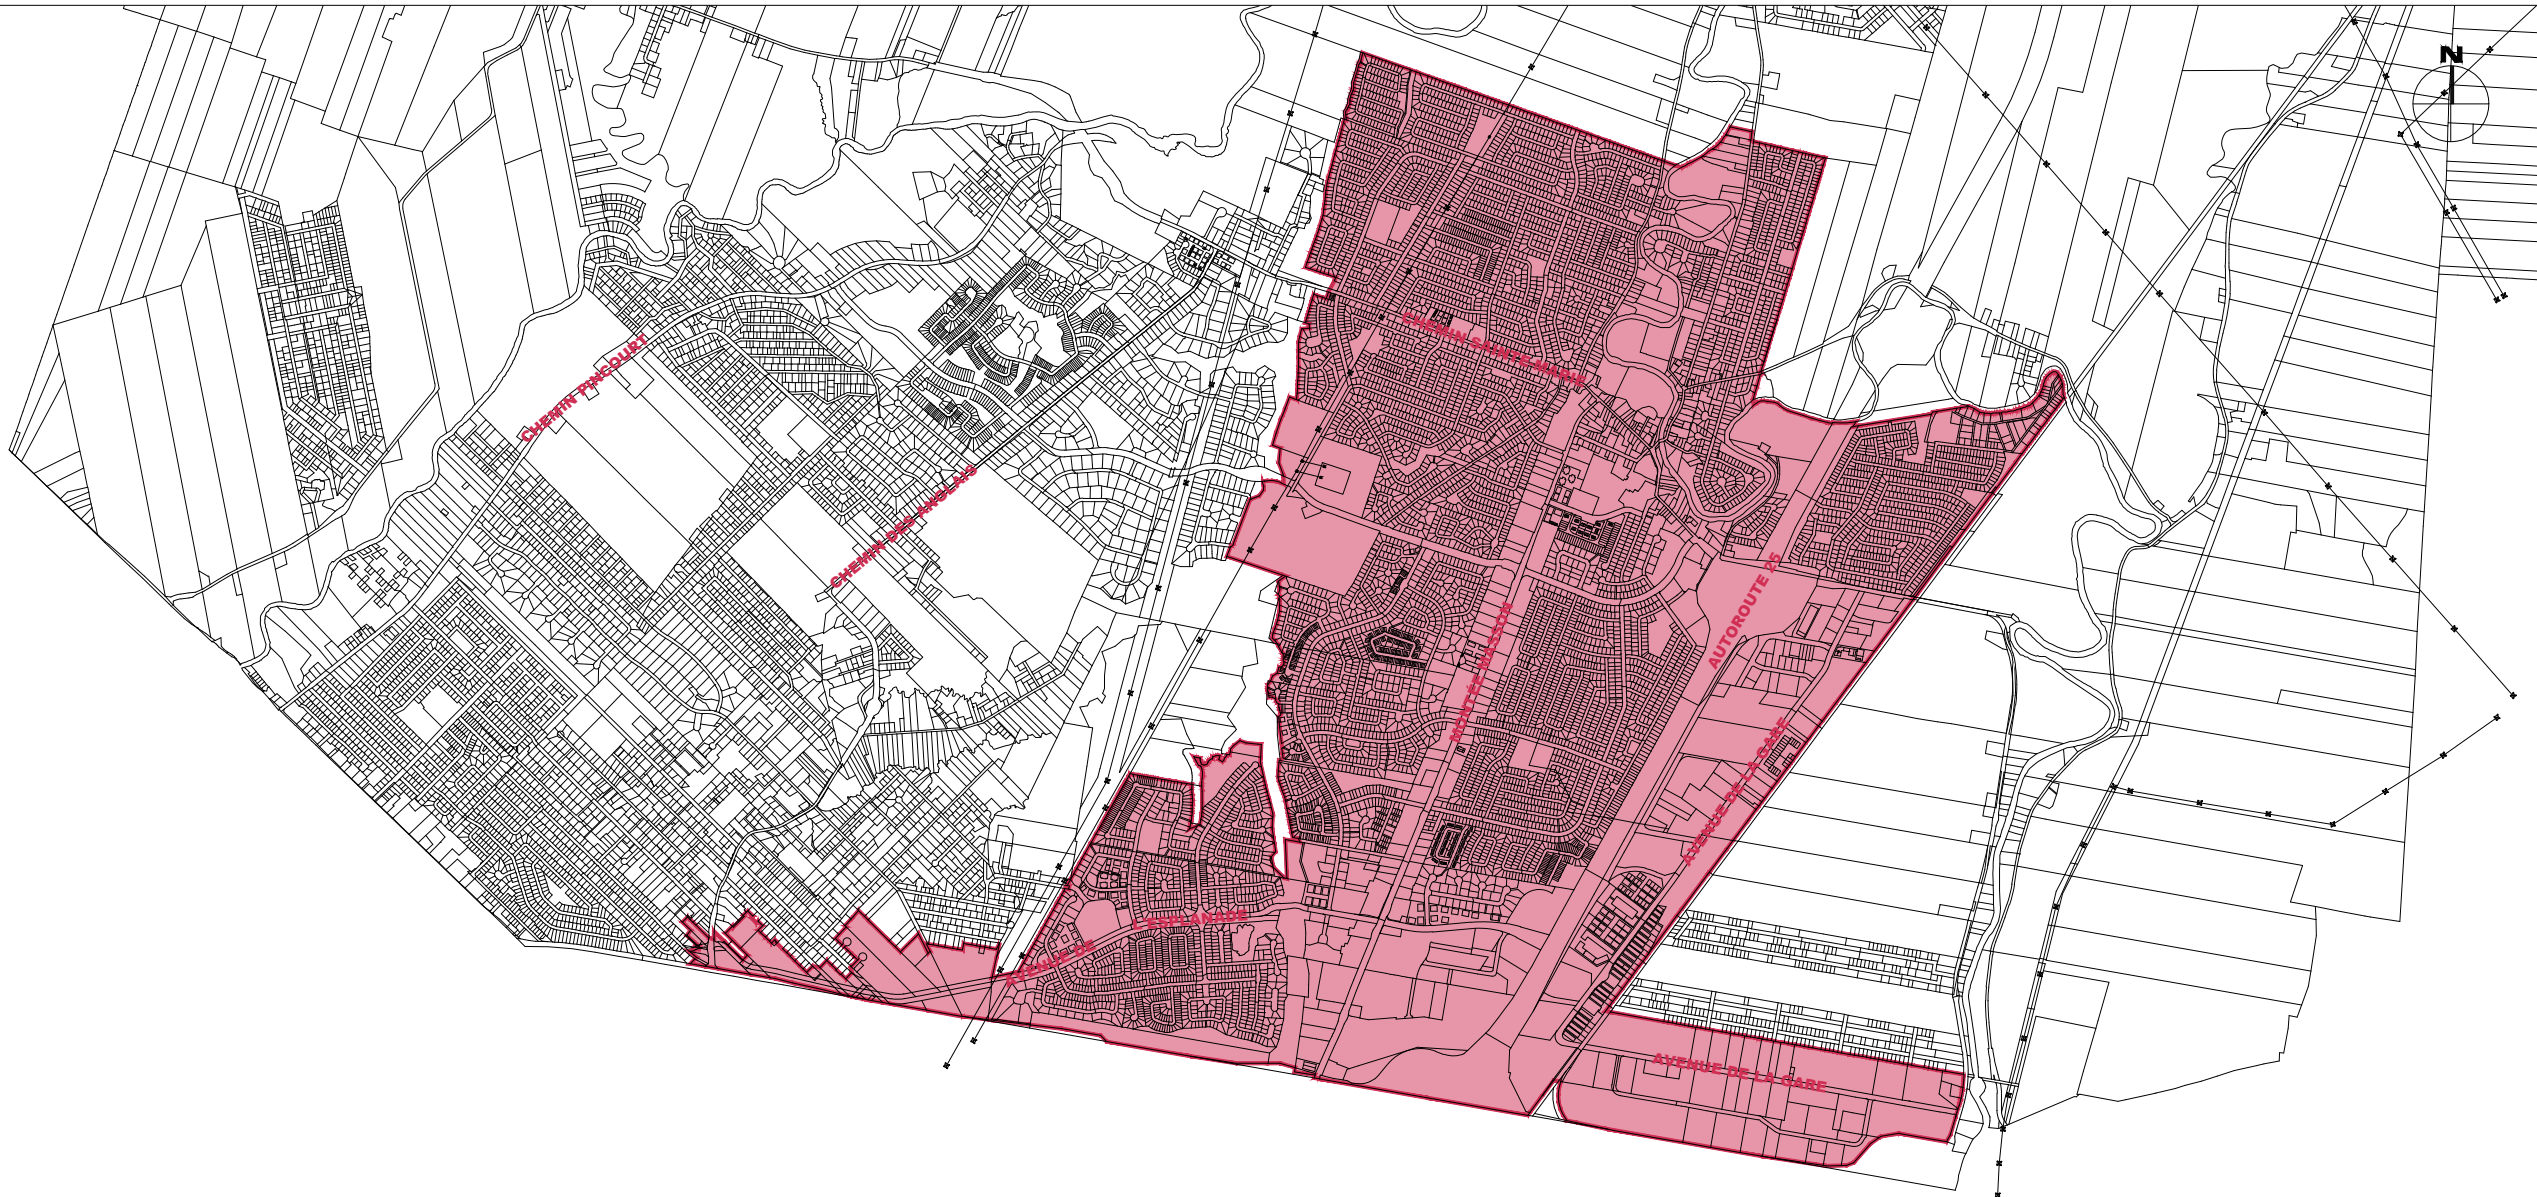 N
CHEMIN SAINTE-MARIE
CHEMIN PINCOURT
CHEMIN DES ANGLAIS
AUTOROUTE 25
MONTÉE MASSON
AVENUE DE LA GARE
AVENUE DE
L'ESPLANADE
AVENUE DE LA GARE